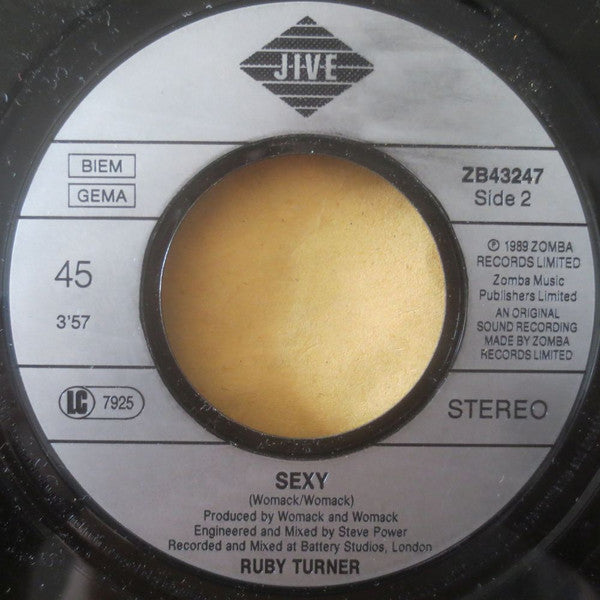 JIVE
BIEM
GEMA
ZB43247
Side 2
45
3'57
℗ 1989 ZOMBA
RECORDS LIMITED
Zomba Music
Publishers Limited
AN ORIGINAL
SOUND RECORDING
MADE BY ZOMBA
RECORDS LIMITED
LC 7925
STEREO
SEXY
(Womack/Womack)
Produced by Womack and Womack
Engineered and Mixed by Steve Power
Recorded and Mixed at Battery Studios, London
RUBY TURNER